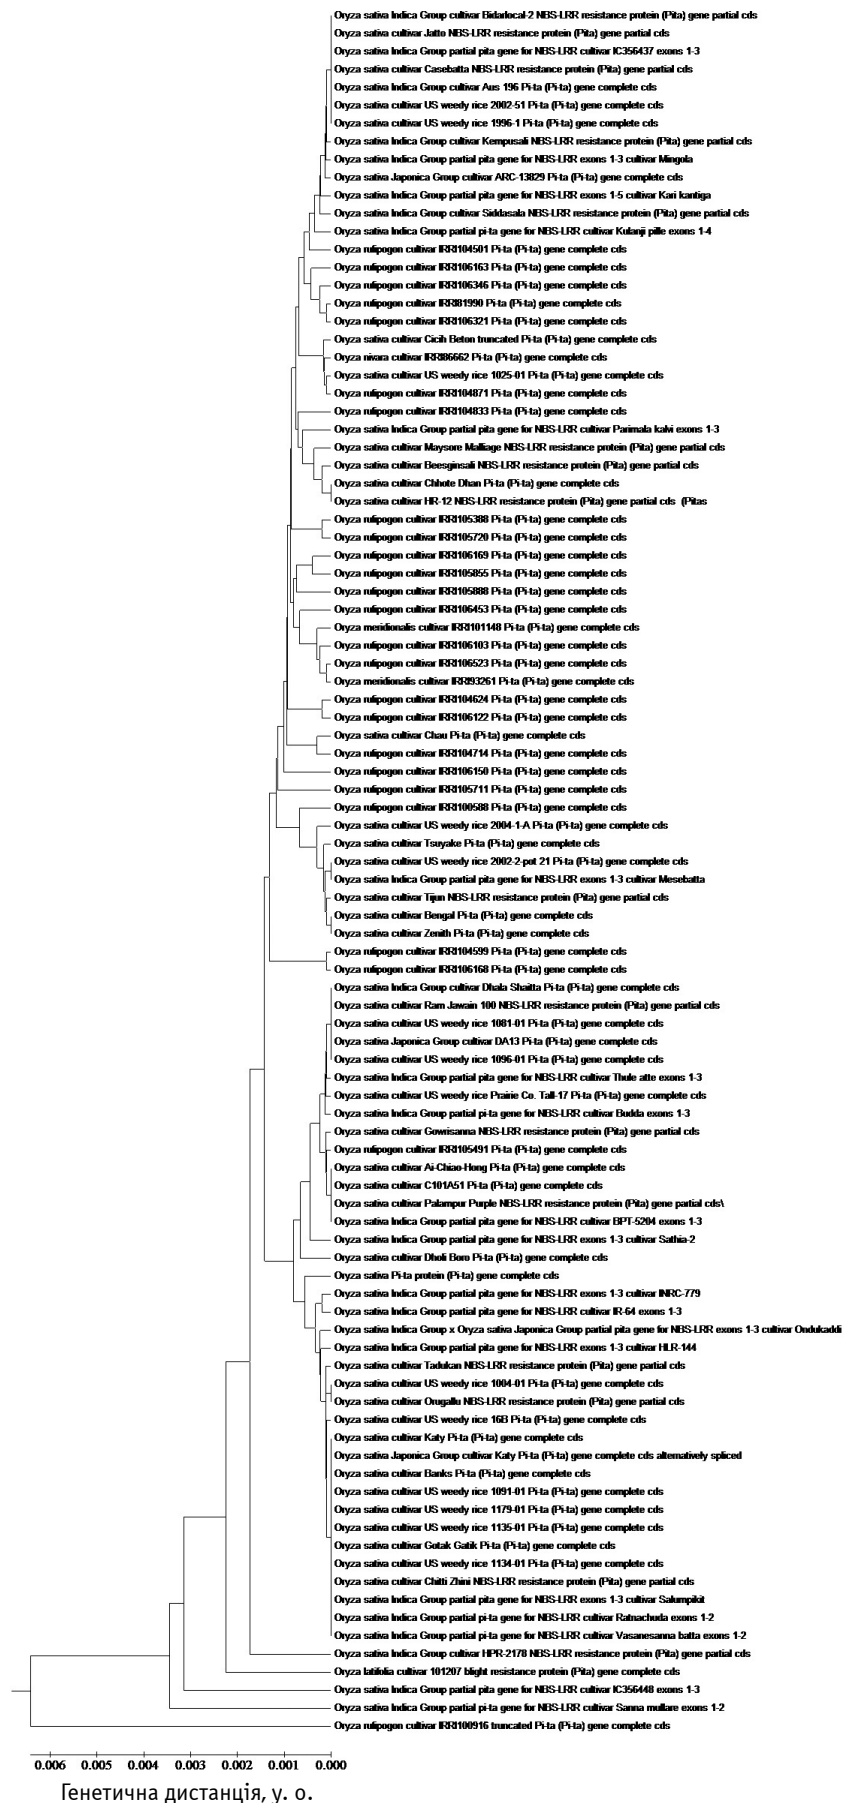 Oryza sativa Indica Group cultivar Bidarlocal-2 NBS-LRR resistance protein (Pita) gene partial cds
Oryza sativa cultivar Jatto NBS-LRR resistance protein (Pita) gene partial cds
Oryza sativa Indica Group partial pita gene for NBS-LRR cultivar IC356437 exons 1-3
Oryza sativa cultivar Casebatta NBS-LRR resistance protein (Pita) gene partial cds
Oryza sativa Indica Group cultivar Aus 196 Pi-ta (Pi-ta) gene complete cds
Oryza sativa cultivar US weedy rice 2002-51 Pi-ta (Pi-ta) gene complete cds
Oryza sativa cultivar US weedy rice 1996-1 Pi-ta (Pi-ta) gene complete cds
Oryza sativa Indica Group cultivar Kempusali NBS-LRR resistance protein (Pita) gene partial cds
Oryza sativa Indica Group partial pita gene for NBS-LRR exons 1-3 cultivar Mingola
Oryza sativa Japonica Group cultivar ARC-13829 Pi-ta (Pi-ta) gene complete cds
Oryza sativa Indica Group partial pita gene for NBS-LRR exons 1-5 cultivar Kari kantiga
Oryza sativa Indica Group cultivar Siddasala NBS-LRR resistance protein (Pita) gene partial cds
Oryza sativa Indica Group partial pi-ta gene for NBS-LRR cultivar Kulanji pille exons 1-4
Oryza rufipogon cultivar IRRI104501 Pi-ta (Pi-ta) gene complete cds
Oryza rufipogon cultivar IRRI106163 Pi-ta (Pi-ta) gene complete cds
Oryza rufipogon cultivar IRRI106346 Pi-ta (Pi-ta) gene complete cds
Oryza rufipogon cultivar IRRI81990 Pi-ta (Pi-ta) gene complete cds
Oryza rufipogon cultivar IRRI106321 Pi-ta (Pi-ta) gene complete cds
Oryza sativa cultivar Cicih Beton truncated Pi-ta (Pi-ta) gene complete cds
Oryza nivara cultivar IRRI86662 Pi-ta (Pi-ta) gene complete cds
Oryza sativa cultivar US weedy rice 1025-01 Pi-ta (Pi-ta) gene complete cds
Oryza rufipogon cultivar IRRI104871 Pi-ta (Pi-ta) gene complete cds
Oryza rufipogon cultivar IRRI104833 Pi-ta (Pi-ta) gene complete cds
Oryza sativa Indica Group partial pita gene for NBS-LRR cultivar Parimala kalvi exons 1-3
Oryza sativa cultivar Maysore Malliage NBS-LRR resistance protein (Pita) gene partial cds
Oryza sativa cultivar Beesginsali NBS-LRR resistance protein (Pita) gene partial cds
Oryza sativa cultivar Chhote Dhan Pi-ta (Pi-ta) gene complete cds
Oryza sativa cultivar HR-12 NBS-LRR resistance protein (Pita) gene partial cds (Pitas
Oryza rufipogon cultivar IRRI105388 Pi-ta (Pi-ta) gene complete cds
Oryza rufipogon cultivar IRRI105720 Pi-ta (Pi-ta) gene complete cds
Oryza rufipogon cultivar IRRI106169 Pi-ta (Pi-ta) gene complete cds
Oryza rufipogon cultivar IRRI105855 Pi-ta (Pi-ta) gene complete cds
Oryza rufipogon cultivar IRRI105888 Pi-ta (Pi-ta) gene complete cds
Oryza rufipogon cultivar IRRI106453 Pi-ta (Pi-ta) gene complete cds
Oryza meridionalis cultivar IRRI101148 Pi-ta (Pi-ta) gene complete cds
Oryza rufipogon cultivar IRRI106103 Pi-ta (Pi-ta) gene complete cds
Oryza rufipogon cultivar IRRI106523 Pi-ta (Pi-ta) gene complete cds
Oryza meridionalis cultivar IRRI93261 Pi-ta (Pi-ta) gene complete cds
Oryza rufipogon cultivar IRRI104624 Pi-ta (Pi-ta) gene complete cds
Oryza rufipogon cultivar IRRI106122 Pi-ta (Pi-ta) gene complete cds
Oryza sativa cultivar Chau Pi-ta (Pi-ta) gene complete cds
Oryza rufipogon cultivar IRRI104714 Pi-ta (Pi-ta) gene complete cds
Oryza rufipogon cultivar IRRI106150 Pi-ta (Pi-ta) gene complete cds
Oryza rufipogon cultivar IRRI105711 Pi-ta (Pi-ta) gene complete cds
Oryza rufipogon cultivar IRRI100588 Pi-ta (Pi-ta) gene complete cds
Oryza sativa cultivar US weedy rice 2004-1-A Pi-ta (Pi-ta) gene complete cds
Oryza sativa cultivar Tsuyake Pi-ta (Pi-ta) gene complete cds
Oryza sativa cultivar US weedy rice 2002-2-pot 21 Pi-ta (Pi-ta) gene complete cds
Oryza sativa Indica Group partial pita gene for NBS-LRR exons 1-3 cultivar Mesebatta
Oryza sativa cultivar Tijun NBS-LRR resistance protein (Pita) gene partial cds
Oryza sativa cultivar Bengal Pi-ta (Pi-ta) gene complete cds
Oryza sativa cultivar Zenith Pi-ta (Pi-ta) gene complete cds
Oryza rufipogon cultivar IRRI104599 Pi-ta (Pi-ta) gene complete cds
Oryza rufipogon cultivar IRRI106168 Pi-ta (Pi-ta) gene complete cds
Oryza sativa Indica Group cultivar Dhala Shaitta Pi-ta (Pi-ta) gene complete cds
Oryza sativa cultivar Ram Jawain 100 NBS-LRR resistance protein (Pita) gene partial cds
Oryza sativa cultivar US weedy rice 1081-01 Pi-ta (Pi-ta) gene complete cds
Oryza sativa Japonica Group cultivar DA13 Pi-ta (Pi-ta) gene complete cds
Oryza sativa cultivar US weedy rice 1096-01 Pi-ta (Pi-ta) gene complete cds
Oryza sativa Indica Group partial pita gene for NBS-LRR cultivar Thule atte exons 1-3
Oryza sativa cultivar US weedy rice Prairie Co. Tall-17 Pi-ta (Pi-ta) gene complete cds
Oryza sativa Indica Group partial pi-ta gene for NBS-LRR cultivar Budda exons 1-3
Oryza sativa cultivar Gowrisanna NBS-LRR resistance protein (Pita) gene partial cds
Oryza rufipogon cultivar IRRI105491 Pi-ta (Pi-ta) gene complete cds
Oryza sativa cultivar Ai-Chiao-Hong Pi-ta (Pi-ta) gene complete cds
Oryza sativa cultivar C101A51 Pi-ta (Pi-ta) gene complete cds
Oryza sativa cultivar Palampur Purple NBS-LRR resistance protein (Pita) gene partial cds\
Oryza sativa Indica Group partial pita gene for NBS-LRR cultivar BPT-5204 exons 1-3
Oryza sativa Indica Group partial pita gene for NBS-LRR exons 1-3 cultivar Sathia-2
Oryza sativa cultivar Dholi Boro Pi-ta (Pi-ta) gene complete cds
Oryza sativa Pi-ta protein (Pi-ta) gene complete cds
Oryza sativa Indica Group partial pita gene for NBS-LRR exons 1-3 cultivar INRC-779
Oryza sativa Indica Group partial pita gene for NBS-LRR cultivar IR-64 exons 1-3
Oryza sativa Indica Group x Oryza sativa Japonica Group partial pita gene for NBS-LRR exons 1-3 cultivar Ondukaddi
Oryza sativa Indica Group partial pita gene for NBS-LRR exons 1-3 cultivar HLR-144
Oryza sativa cultivar Tadukan NBS-LRR resistance protein (Pita) gene partial cds
Oryza sativa cultivar US weedy rice 1004-01 Pi-ta (Pi-ta) gene complete cds
Oryza sativa cultivar Orugallu NBS-LRR resistance protein (Pita) gene partial cds
Oryza sativa cultivar US weedy rice 16B Pi-ta (Pi-ta) gene complete cds
Oryza sativa cultivar Katy Pi-ta (Pi-ta) gene complete cds
Oryza sativa Japonica Group cultivar Katy Pi-ta (Pi-ta) gene complete cds alternatively spliced
Oryza sativa cultivar Banks Pi-ta (Pi-ta) gene complete cds
Oryza sativa cultivar US weedy rice 1091-01 Pi-ta (Pi-ta) gene complete cds
Oryza sativa cultivar US weedy rice 1179-01 Pi-ta (Pi-ta) gene complete cds
Oryza sativa cultivar US weedy rice 1135-01 Pi-ta (Pi-ta) gene complete cds
Oryza sativa cultivar Gotak Gatik Pi-ta (Pi-ta) gene complete cds
Oryza sativa cultivar US weedy rice 1134-01 Pi-ta (Pi-ta) gene complete cds
Oryza sativa cultivar Chitti Zhini NBS-LRR resistance protein (Pita) gene partial cds
Oryza sativa Indica Group partial pita gene for NBS-LRR exons 1-3 cultivar Salumpikit
Oryza sativa Indica Group partial pi-ta gene for NBS-LRR cultivar Ratnachuda exons 1-2
Oryza sativa Indica Group partial pi-ta gene for NBS-LRR cultivar Vasanesanna batta exons 1-2
Oryza sativa Indica Group cultivar HPR-2178 NBS-LRR resistance protein (Pita) gene partial cds
Oryza latifolia cultivar 101207 blight resistance protein (Pita) gene complete cds
Oryza sativa Indica Group partial pita gene for NBS-LRR cultivar IC356448 exons 1-3
Oryza sativa Indica Group partial pi-ta gene for NBS-LRR cultivar Sanna mullare exons 1-2
Oryza rufipogon cultivar IRRI100916 truncated Pi-ta (Pi-ta) gene complete cds
0.006 0.005 0.004 0.003 0.002 0.001 0.000
Генетична дистанція, у. о.